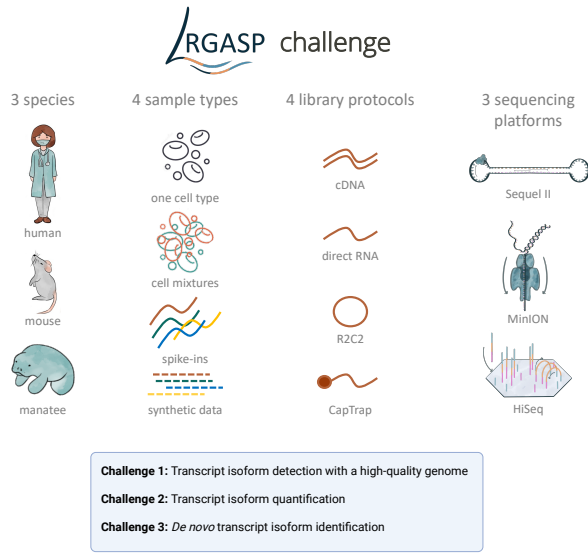 LRGASP challenge
3 species
4 sample types
4 library protocols
3 sequencing
platforms
human
mouse
manatee
one cell type
cell mixtures
spike-ins
synthetic data
cDNA
direct RNA
R2C2
CapTrap
Sequel II
MinION
HiSeq
Challenge 1: Transcript isoform detection with a high-quality genome
Challenge 2: Transcript isoform quantification
Challenge 3: De novo transcript isoform identification